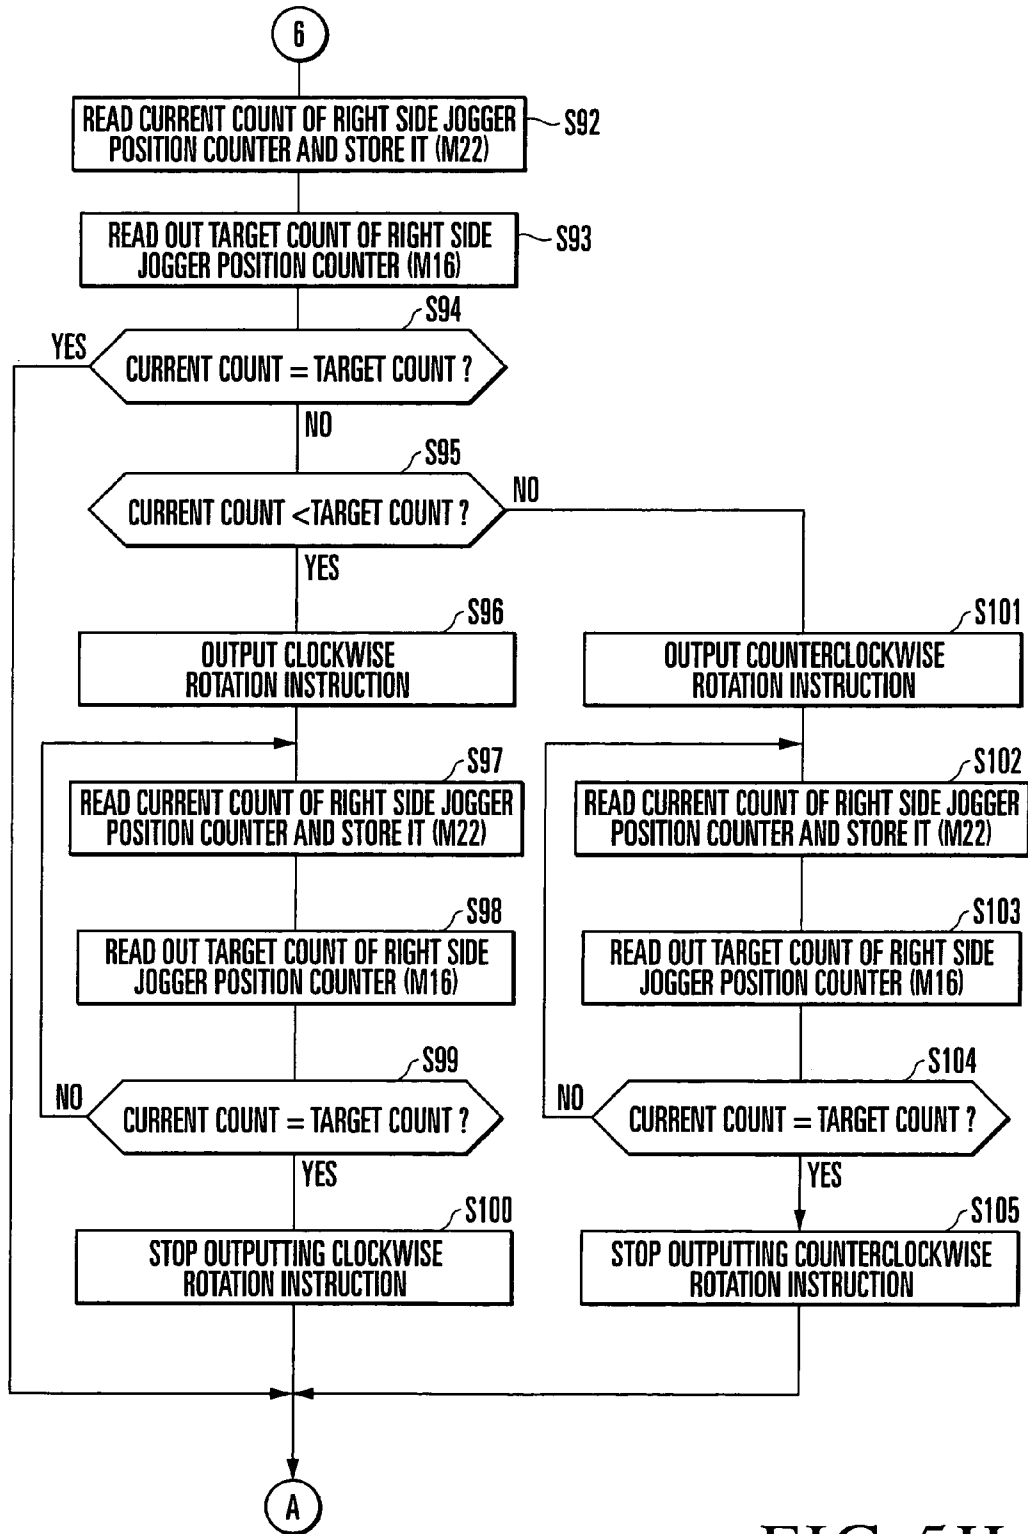 6
READ CURRENT COUNT OF RIGHT SIDE JOGGER
POSITION COUNTER AND STORE IT (M22)
S92
READ OUT TARGET COUNT OF RIGHT SIDE
JOGGER POSITION COUNTER (M16)
S93
S94
YES
CURRENT COUNT = TARGET COUNT ?
NO
S95
CURRENT COUNT <TARGET COUNT ?
NO
YES
S96
OUTPUT CLOCKWISE
ROTATION INSTRUCTION
S101
OUTPUT COUNTERCLOCKWISE
ROTATION INSTRUCTION
S97
READ CURRENT COUNT OF RIGHT SIDE JOGGER
POSITION COUNTER AND STORE IT (M22)
S102
READ CURRENT COUNT OF RIGHT SIDE JOGGER
POSITION COUNTER AND STORE IT (M22)
S98
READ OUT TARGET COUNT OF RIGHT SIDE
JOGGER POSITION COUNTER (M16)
S103
READ OUT TARGET COUNT OF RIGHT SIDE
JOGGER POSITION COUNTER (M16)
S99
NO
CURRENT COUNT = TARGET COUNT ?
YES
S104
NO
CURRENT COUNT = TARGET COUNT ?
YES
S100
STOP OUTPUTTING CLOCKWISE
ROTATION INSTRUCTION
S105
STOP OUTPUTTING COUNTERCLOCKWISE
ROTATION INSTRUCTION
A